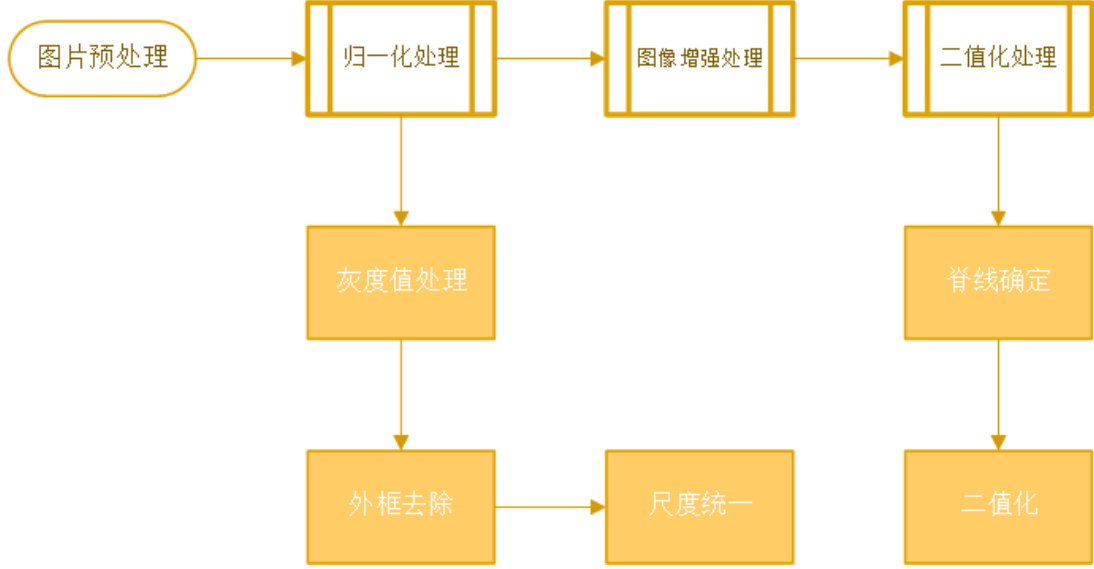 图片预处理
归一化处理
图像增强处理
二值化处理
灰度值处理
脊线确定
外框去除
尺度统一
二值化